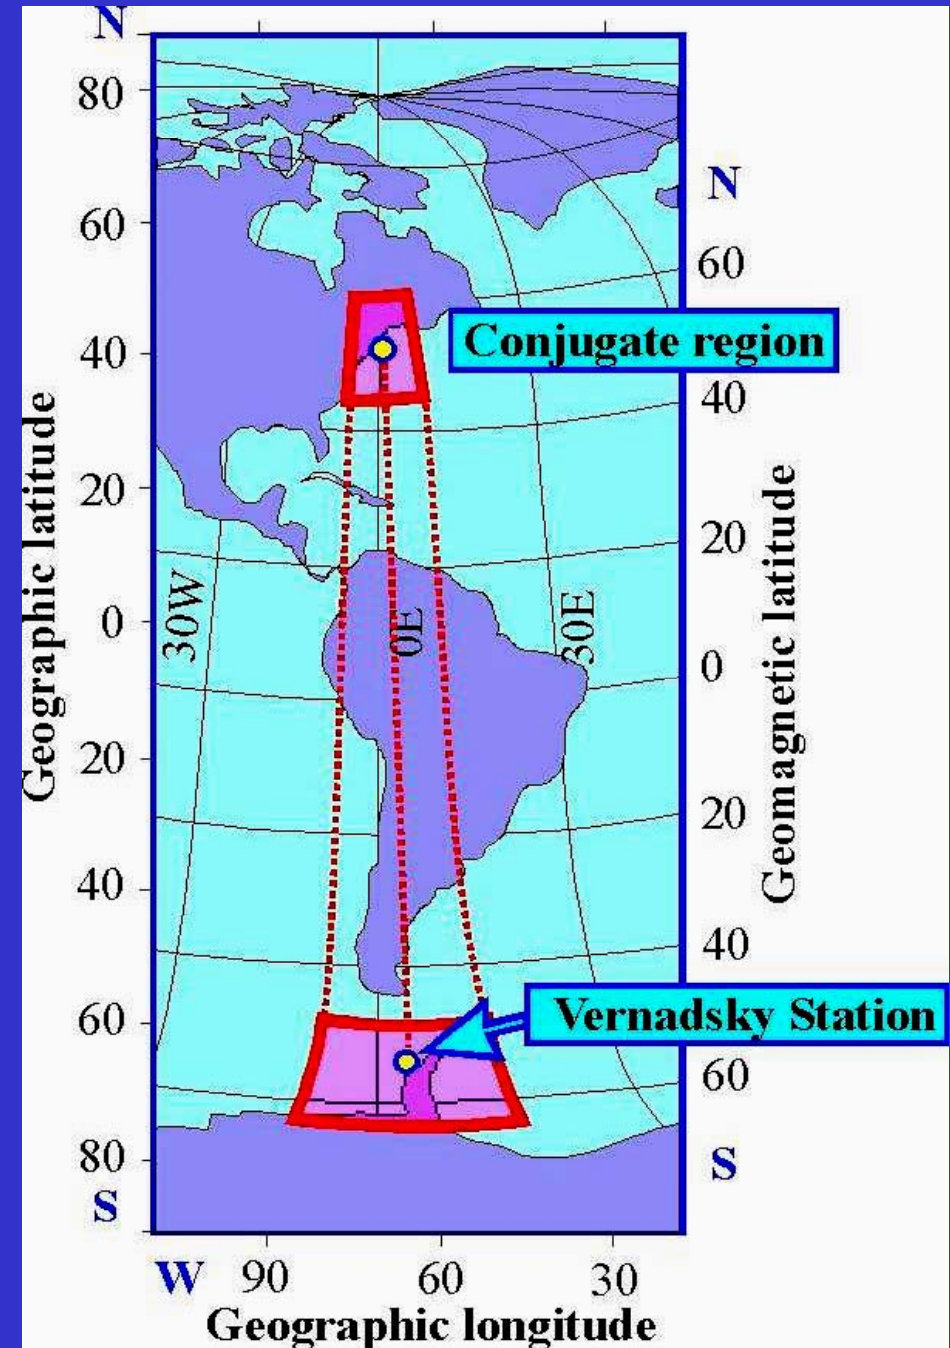 N
80
60
40
20
0
20
40
60
80
S
Geographic latitude
N
60
40
20
0
20
40
60
S
Geomagnetic latitude
Conjugate region
30W
0E
30E
Vernadsky Station
W 90 60 30
Geographic longitude